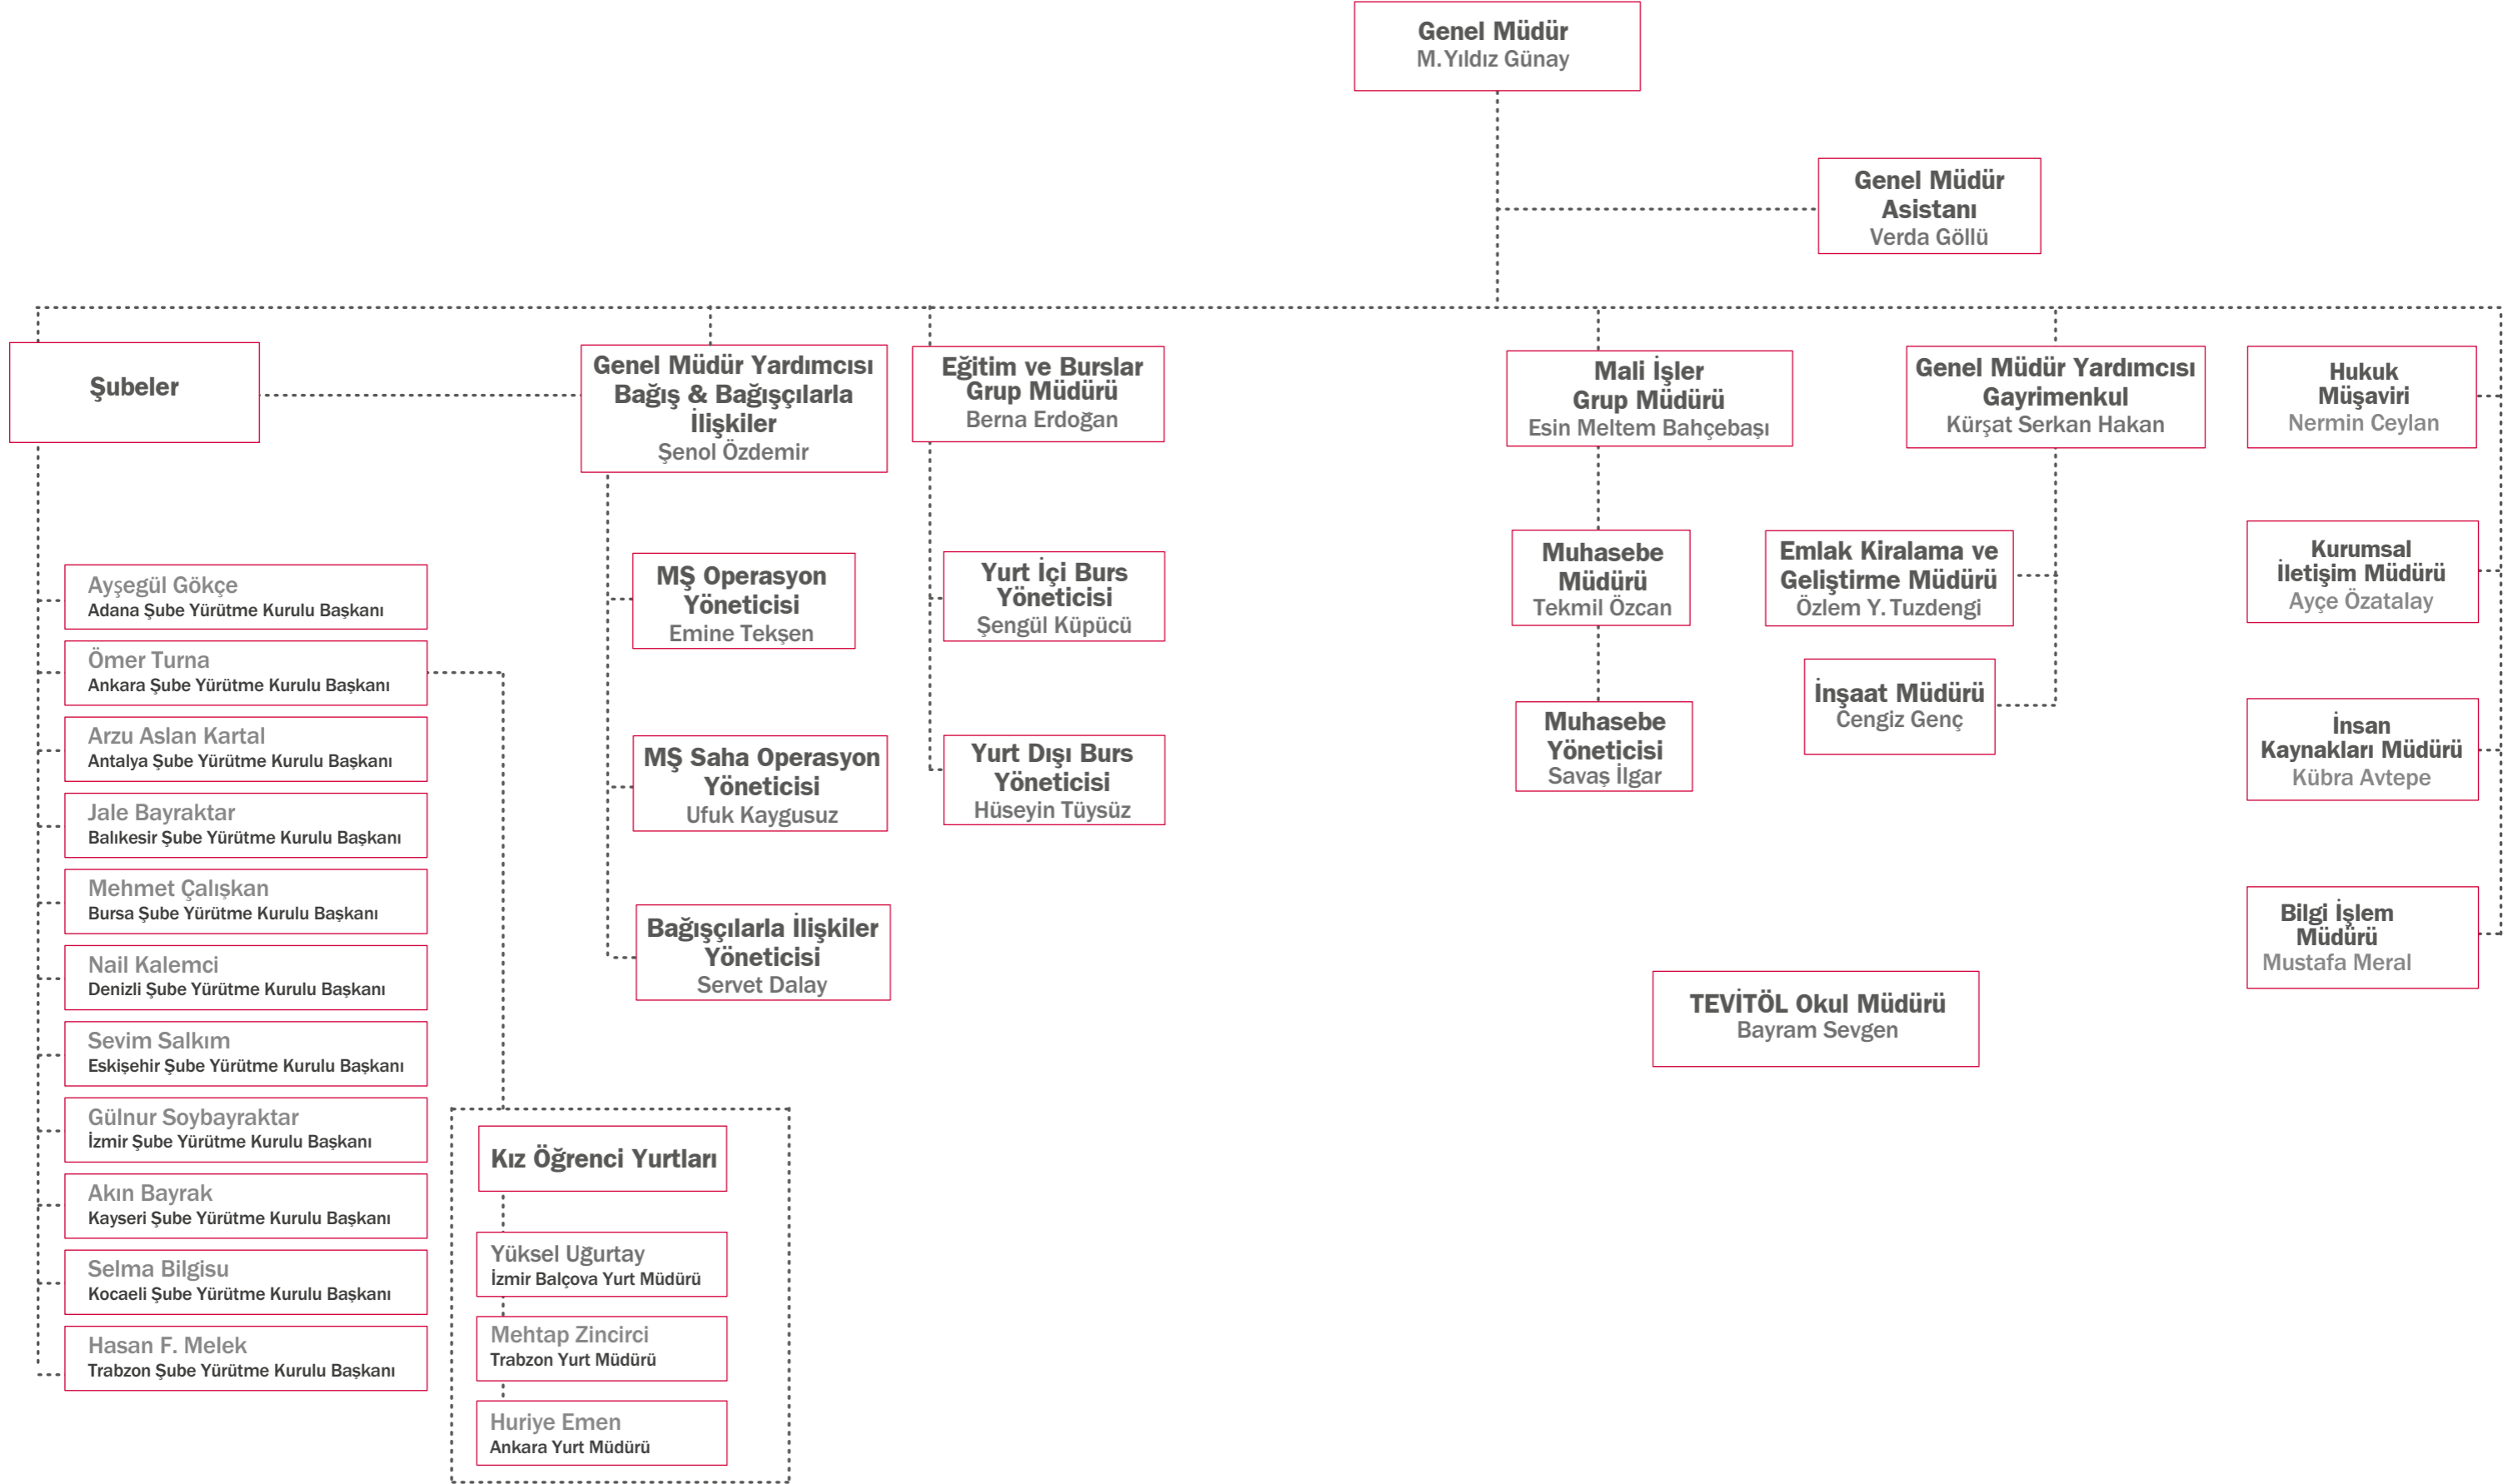 Genel Müdür
M.Yıldız Günay
Genel Müdür
Asistanı
Verda Göllü
Şubeler
Genel Müdür Yardımcısı
Bağış & Bağışçılarla
İlişkiler
Şenol Özdemir
Eğitim ve Burslar
Grup Müdürü
Berna Erdoğan
Mali İşler
Grup Müdürü
Esin Meltem Bahçebaşı
Genel Müdür Yardımcısı
Gayrimenkul
Kürşat Serkan Hakan
Hukuk
Müşaviri
Nermin Ceylan
Ayşegül Gökçe
Adana Şube Yürütme Kurulu Başkanı
Ömer Turna
Ankara Şube Yürütme Kurulu Başkanı
Arzu Aslan Kartal
Antalya Şube Yürütme Kurulu Başkanı
Jale Bayraktar
Balıkesir Şube Yürütme Kurulu Başkanı
Mehmet Çalışkan
Bursa Şube Yürütme Kurulu Başkanı
Nail Kalemci
Denizli Şube Yürütme Kurulu Başkanı
Sevim Salkım
Eskişehir Şube Yürütme Kurulu Başkanı
Gülnur Soybayraktar
İzmir Şube Yürütme Kurulu Başkanı
Akın Bayrak
Kayseri Şube Yürütme Kurulu Başkanı
Selma Bilgisu
Kocaeli Şube Yürütme Kurulu Başkanı
Hasan F. Melek
Trabzon Şube Yürütme Kurulu Başkanı
Kız Öğrenci Yurtları
Yüksel Uğurtay
İzmir Balçova Yurt Müdürü
Mehtap Zincirci
Trabzon Yurt Müdürü
Huriye Emen
Ankara Yurt Müdürü
MŞ Operasyon
Yöneticisi
Emine Tekşen
MŞ Saha Operasyon
Yöneticisi
Ufuk Kaygusuz
Bağışçılarla İlişkiler
Yöneticisi
Servet Dalay
Yurt İçi Burs
Yöneticisi
Şengül Küpücü
Yurt Dışı Burs
Yöneticisi
Hüseyin Tüysüz
Muhasebe
Müdürü
Tekmil Özcan
Muhasebe
Yöneticisi
Savaş İlgar
Emlak Kiralama ve
Geliştirme Müdürü
Özlem Y. Tuzdengi
İnşaat Müdürü
Cengiz Genç
TEVİTÖL Okul Müdürü
Bayram Sevgen
Kurumsal
İletişim Müdürü
Ayçe Özatalay
İnsan
Kaynakları Müdürü
Kübra Avtepe
Bilgi İşlem
Müdürü
Mustafa Meral